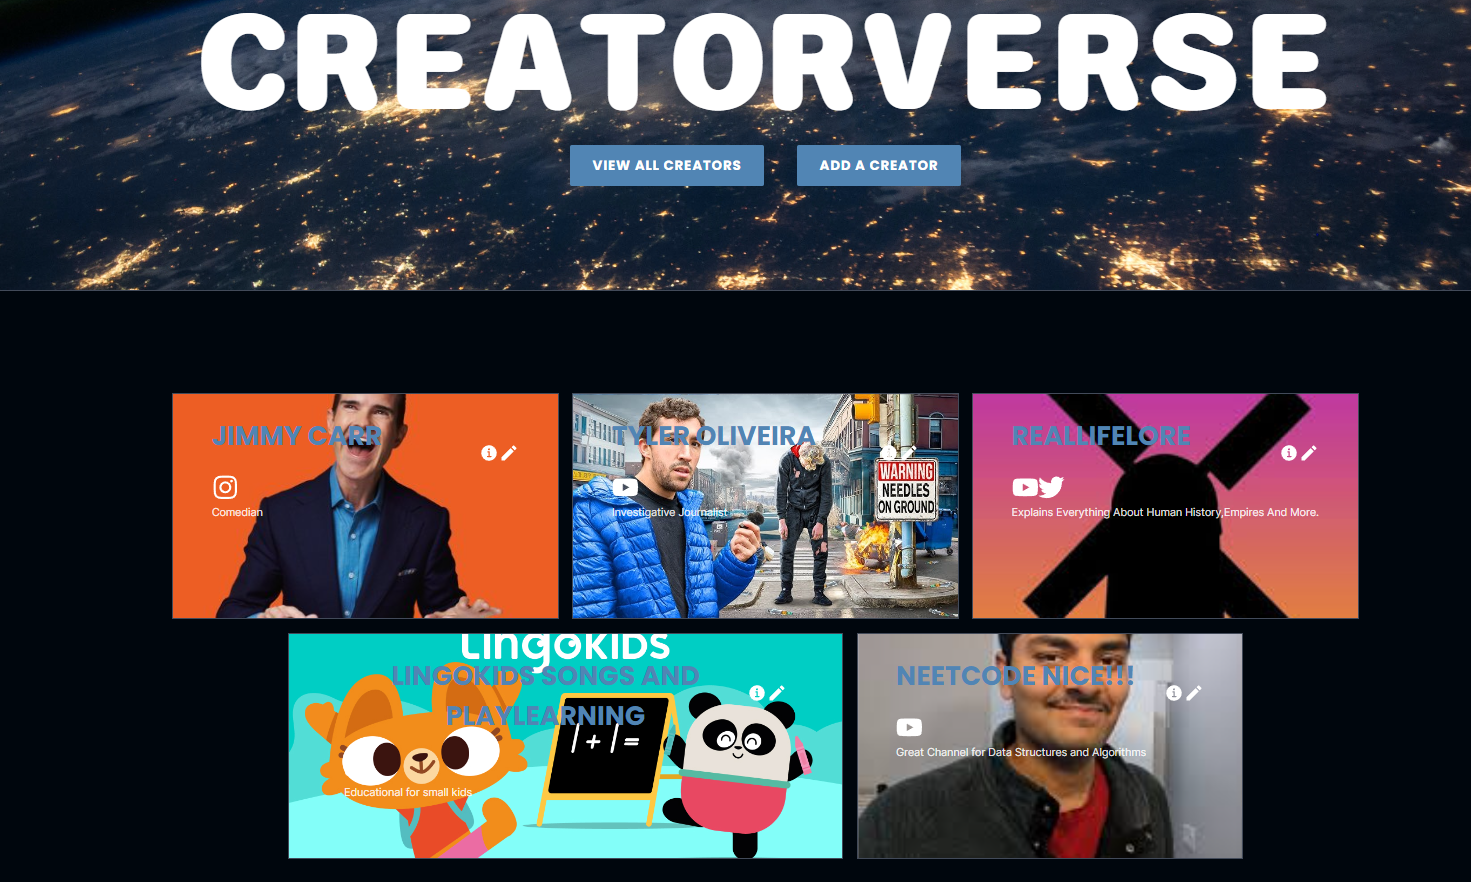 CREATORVERSE
VIEW ALL CREATORS
ADD A CREATOR
JIMMY CARR
Comedian
TYLER OLIVEIRA
Investigative Journalist
WARNING
NEEDLES
ON GROUND
REALLIFELORE
Explains Everything About Human History,Empires And More.
Lingokids
LINGOKIDS SONGS AND
PLAYLEARNING
1+1=
Educational for small kids
NEETCODE NICE!!!
Great Channel for Data Structures and Algorithms